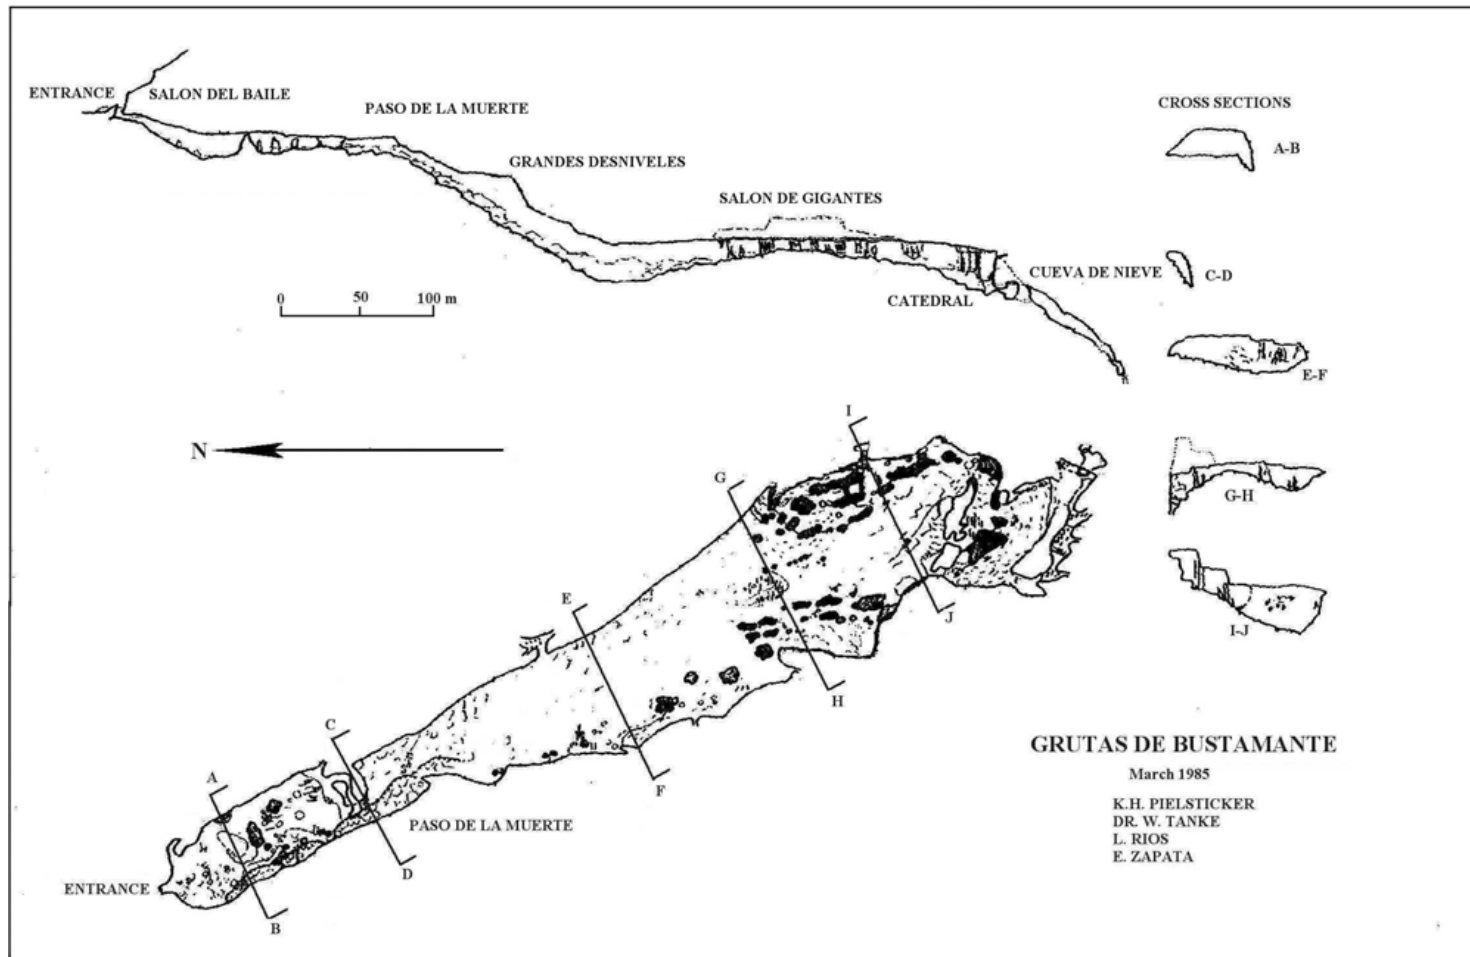 ENTRANCE
SALON DEL BAILE
PASO DE LA MUERTE
GRANDES DESNIVELES
SALON DE GIGANTES
CUEVA DE NIEVE
CATEDRAL
0 50 100 m
CROSS SECTIONS
A-B
C-D
E-F
G-H
I-J
N
I
G
E
C
A
J
H
F
D
B
PASO DE LA MUERTE
ENTRANCE
GRUTAS DE BUSTAMANTE
March 1985
K.H. PIELSTICKER
DR. W. TANKE
L. RIOS
E. ZAPATA